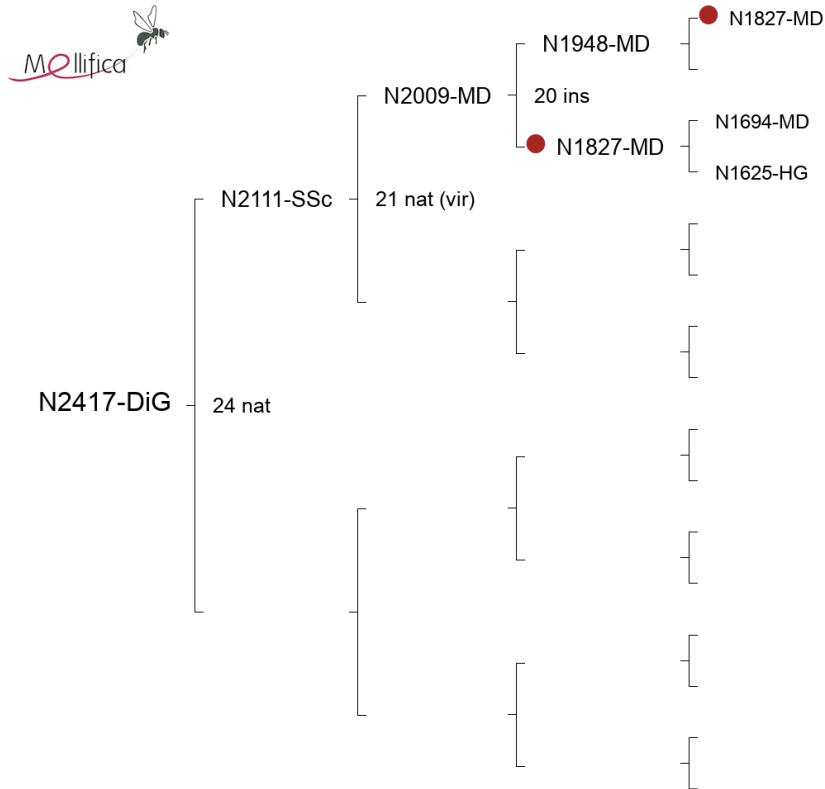 Mellifica
N1827-MD
N1948-MD
N2009-MD
20 ins
N1694-MD
N1827-MD
N1625-HG
N2111-SSc
21 nat (vir)
N2417-DiG
24 nat